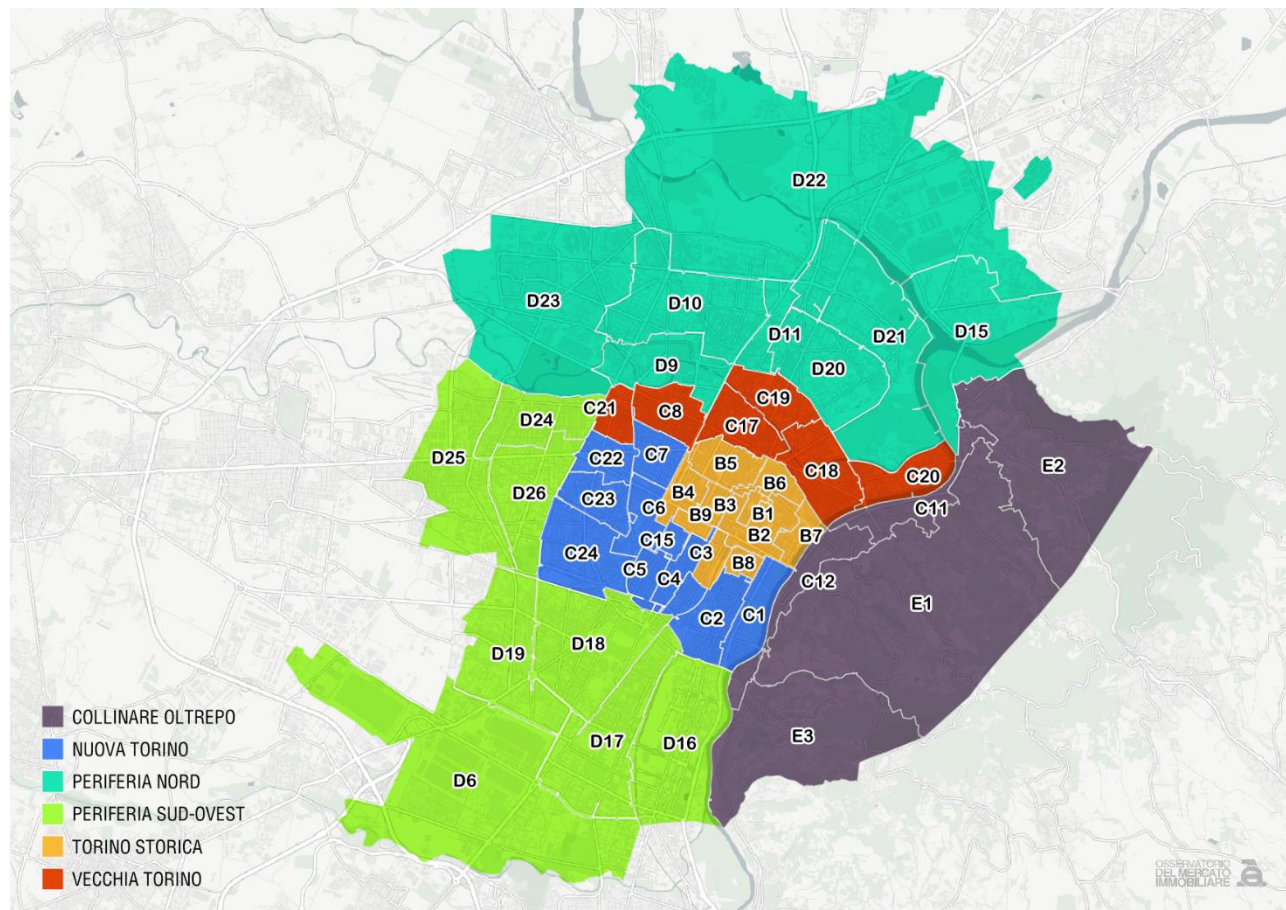 D22
D23
D10
D11
D21
D15
D9
D20
C21
C8
C19
C17
D24
D25
C22
C7
B5
C18
C20
E2
D26
C23
C6
B4
B9
B3
B6
B1
C11
C24
C15
C3
B2
B7
C5
C4
B8
C12
E1
C2
C1
D19
D18
COLLINARE OLTREPO
NUOVA TORINO
PERIFERIA NORD
PERIFERIA SUD-OVEST
TORINO STORICA
VECCHIA TORINO
D17
D16
E3
D6
OSSERVATORIO
DEL MERCATO
IMMOBILIARE